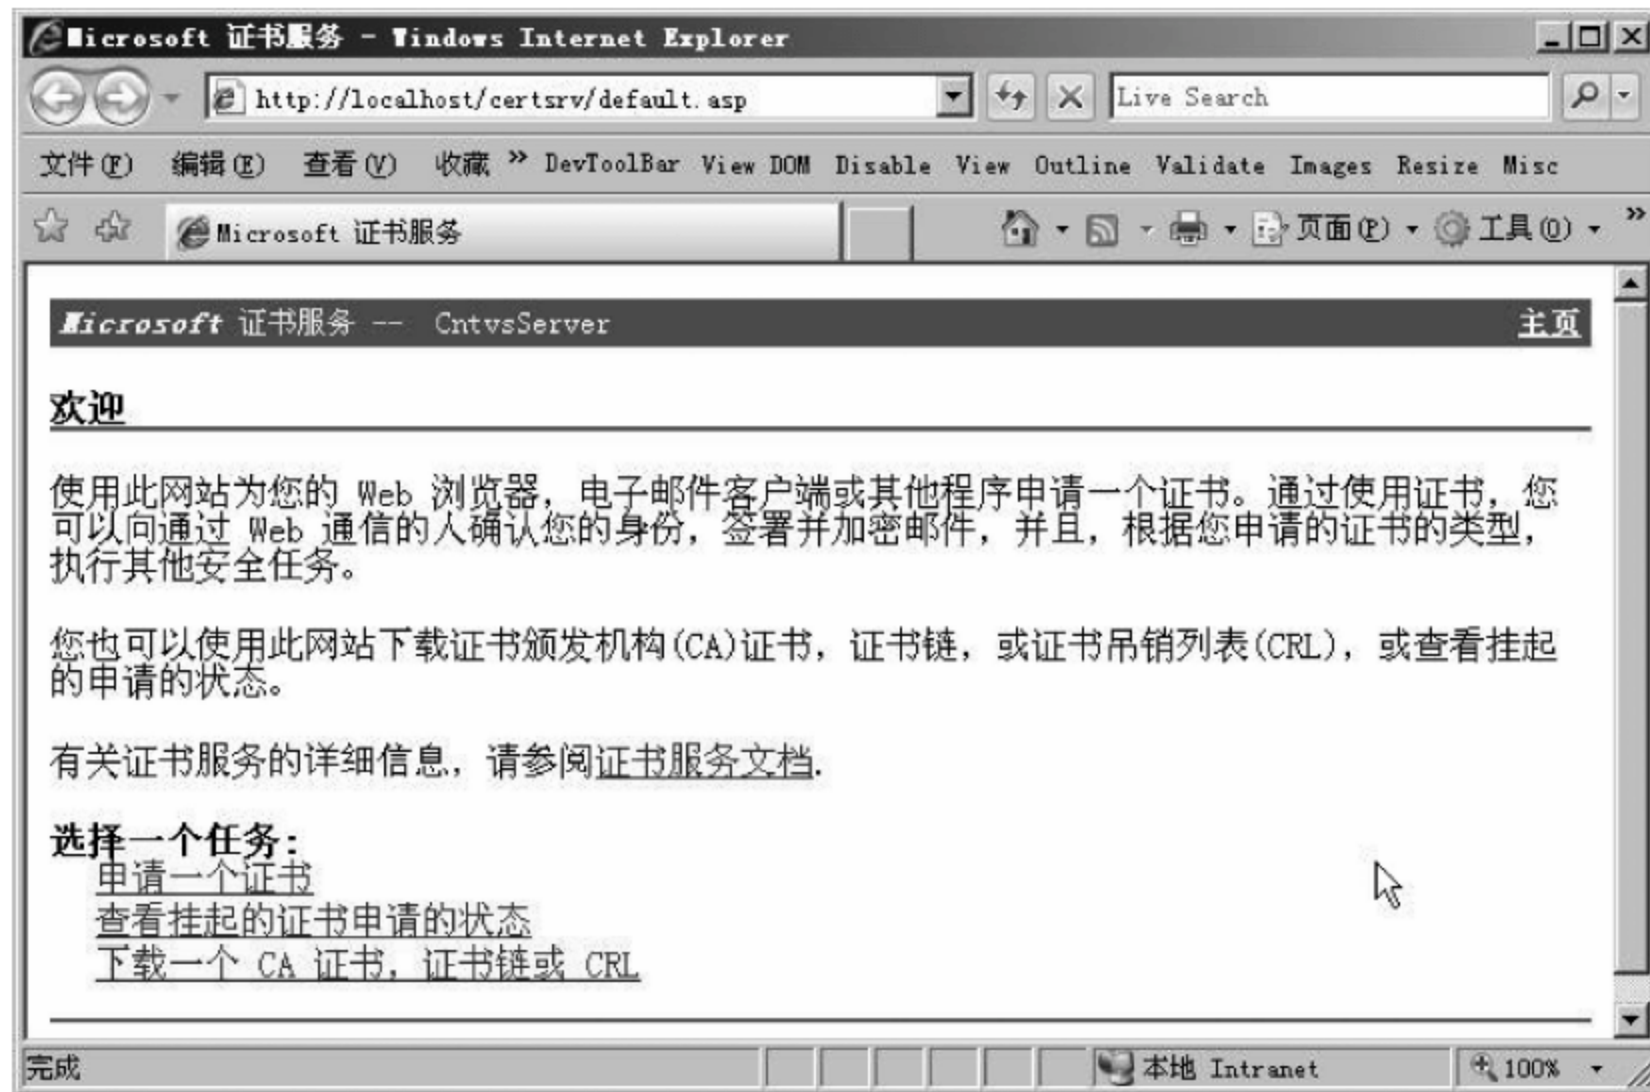 Microsoft 证书服务 - Windows Internet Explorer
http://localhost/certsrv/default.asp
Live Search
文件(F) 编辑(E) 查看(V) 收藏 » DevToolBar View DOM Disable View Outline Validate Images Resize Misc
Microsoft 证书服务 页面(P) 工具(O) »
Microsoft 证书服务 -- CntvsServer 主页
欢迎
使用此网站为您的 Web 浏览器，电子邮件客户端或其他程序申请一个证书。通过使用证书，您
可以向通过 Web 通信的人确认您的身份，签署并加密邮件，并且，根据您申请的证书的类型，
执行其他安全任务。
您也可以使用此网站下载证书颁发机构(CA)证书，证书链，或证书吊销列表(CRL)，或查看挂起
的申请的状态。
有关证书服务的详细信息，请参阅证书服务文档.
选择一个任务:
申请一个证书
查看挂起的证书申请的状态
下载一个 CA 证书，证书链或 CRL
完成 本地 Intranet 100%